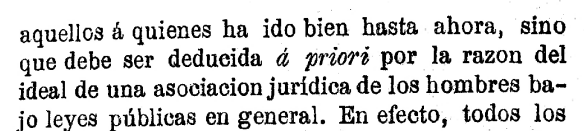 aquellos á quienes ha ido bien hasta ahora, sino
que debe ser deducida á priori por la razon del
ideal de una asociacion jurídica de los hombres ba-
jo leyes públicas en general. En efecto, todos los